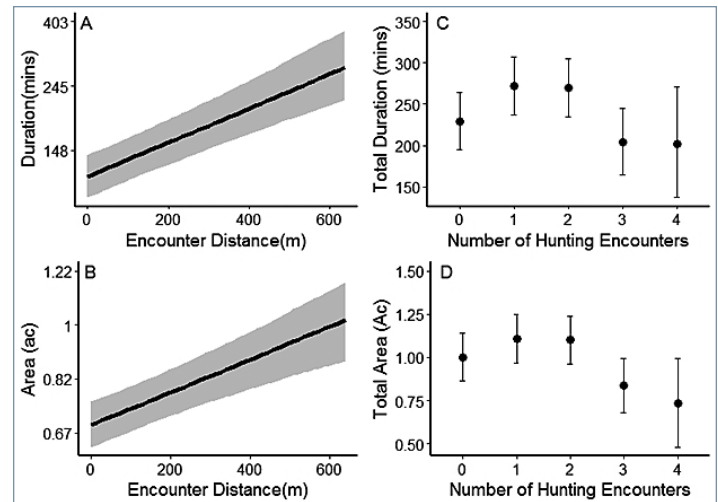 A
Duration(mins)
403
245
148
0 200 400 600
Encounter Distance(m)
C
Total Duration (mins)
350
300
250
200
150
0 1 2 3 4
Number of Hunting Encounters
B
Area (ac)
1.22
1
0.82
0.67
0 200 400 600
Encounter Distance(m)
D
Total Area (Ac)
1.50
1.25
1.00
0.75
0.50
0 1 2 3 4
Number of Hunting Encounters